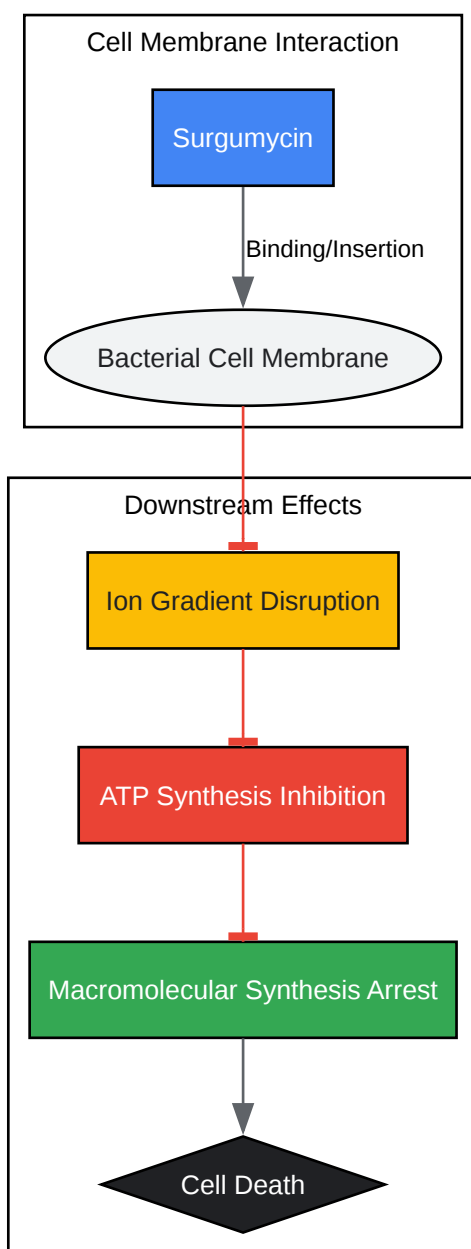 Cell Membrane Interaction
Surgumycin
Binding/Insertion
Bacterial Cell Membrane
Downstream Effects
Ion Gradient Disruption
ATP Synthesis Inhibition
Macromolecular Synthesis Arrest
Cell Death